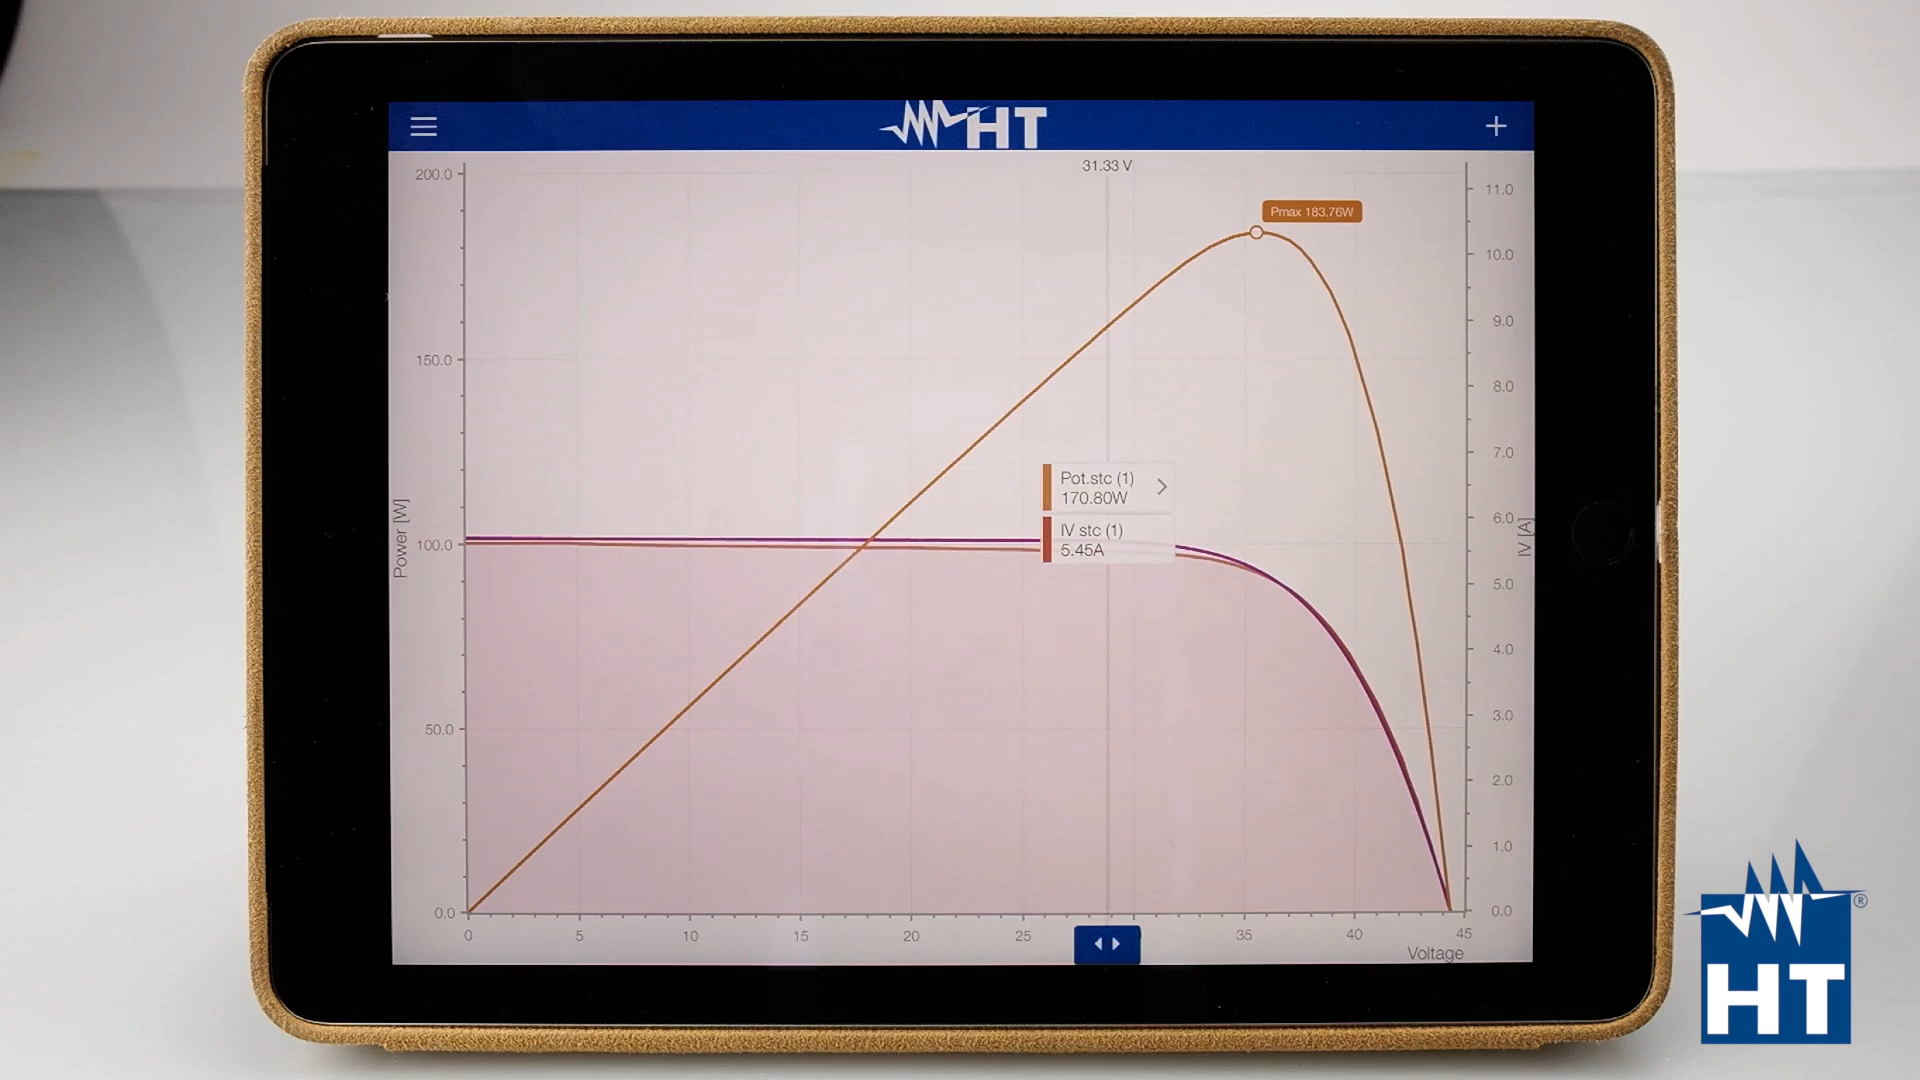 HT
31.33 V
200.0
11.0
Pmax 183.76W
10.0
9.0
150.0
8.0
7.0
Pot.stc (1)
170.80W
6.0
IV stc (1)
5.45A
Power [W]
IV [A]
100.0
5.0
4.0
50.0
3.0
2.0
1.0
0.0
0.0
0
5
10
15
20
25
35
40
45
Voltage
HT
®